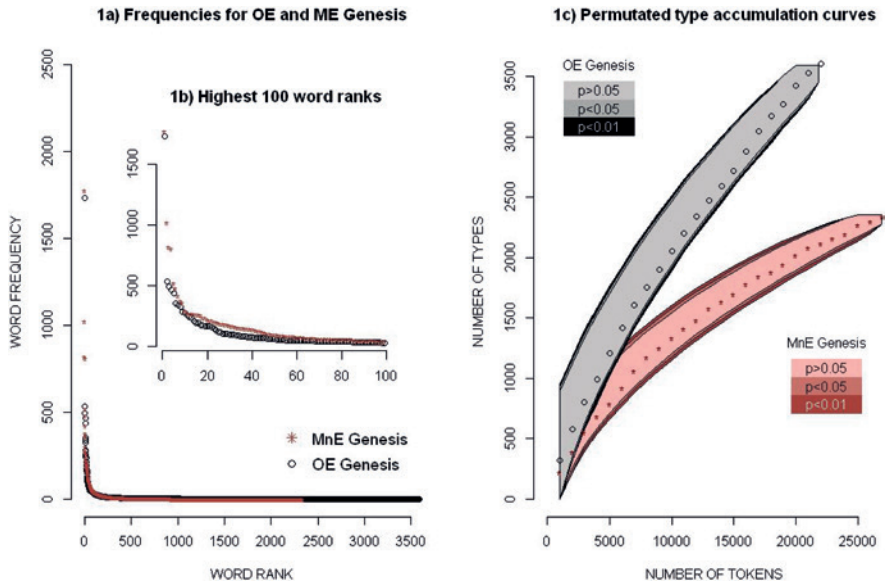 1a) Frequencies for OE and ME Genesis
WORD FREQUENCY
2500
2000
1500
1000
500
0
1b) Highest 100 word ranks
1500
1000
500
0
0 20 40 60 80 100
MnE Genesis
OE Genesis
0 500 1000 1500 2000 2500 3000 3500
WORD RANK
1c) Permutated type accumulation curves
NUMBER OF TYPES
3500
3000
2500
2000
1500
1000
500
0
OE Genesis
p>0.05
p<0.05
p<0.01
MnE Genesis
p>0.05
p<0.05
p<0.01
0 5000 10000 15000 20000 25000
NUMBER OF TOKENS